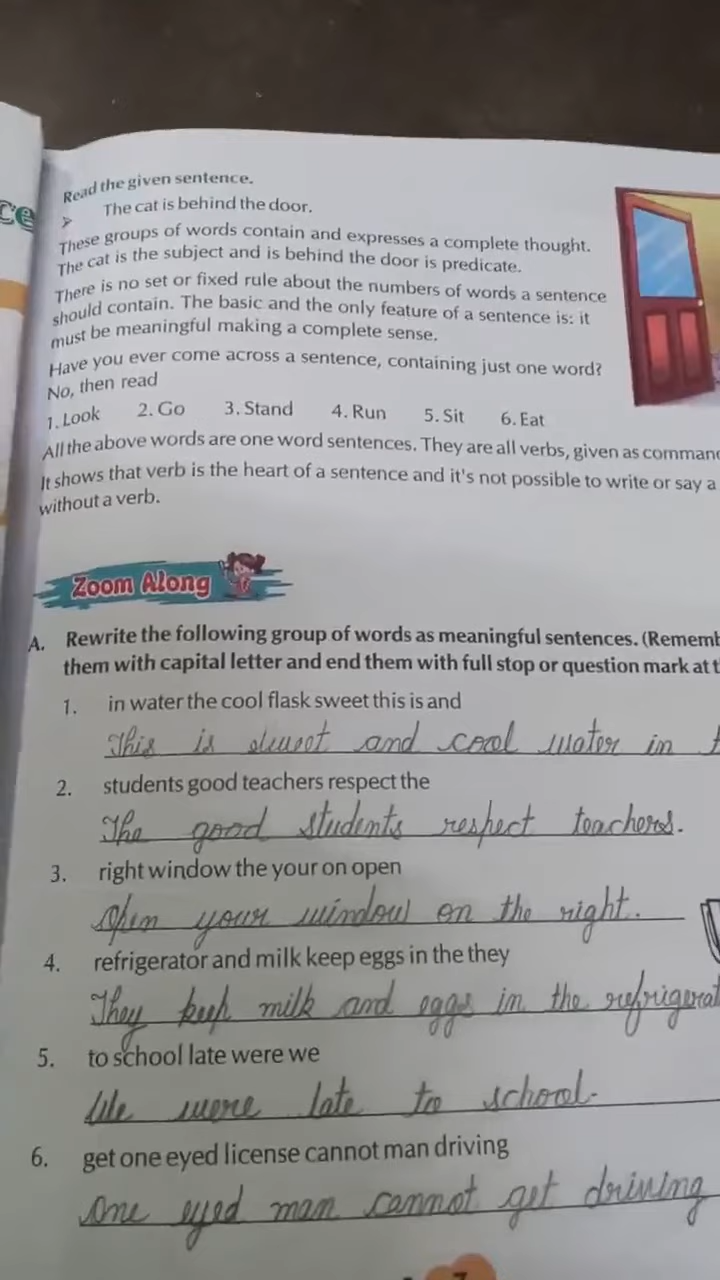 ce
Read the given sentence.
➢ The cat is behind the door.
These groups of words contain and expresses a complete thought.
The cat is the subject and is behind the door is predicate.
There is no set or fixed rule about the numbers of words a sentence
should contain. The basic and the only feature of a sentence is: it
must be meaningful making a complete sense.
Have you ever come across a sentence, containing just one word?
No, then read
1. Look 2. Go 3. Stand 4. Run 5. Sit 6. Eat
All the above words are one word sentences. They are all verbs, given as comman
It shows that verb is the heart of a sentence and it's not possible to write or say a
without a verb.
Zoom Along
A. Rewrite the following group of words as meaningful sentences. (Rememb
them with capital letter and end them with full stop or question mark at t
1. in water the cool flask sweet this is and
This is sweet and cool water in t
2. students good teachers respect the
The good students respect teachers.
3. right window the your on open
Open your window on the right.
4. refrigerator and milk keep eggs in the they
They keep milk and eggs in the refrigerat
5. to school late were we
We were late to school.
6. get one eyed license cannot man driving
One eyed man cannot get driving